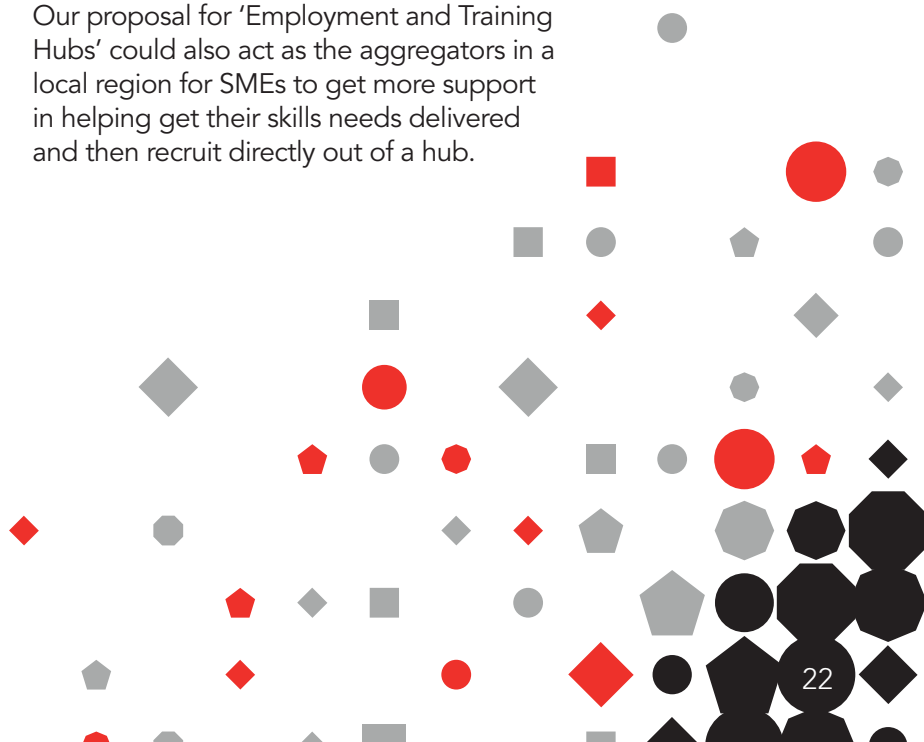 Our proposal for ‘Employment and Training
Hubs’ could also act as the aggregators in a
local region for SMEs to get more support
in helping get their skills needs delivered
and then recruit directly out of a hub.
22